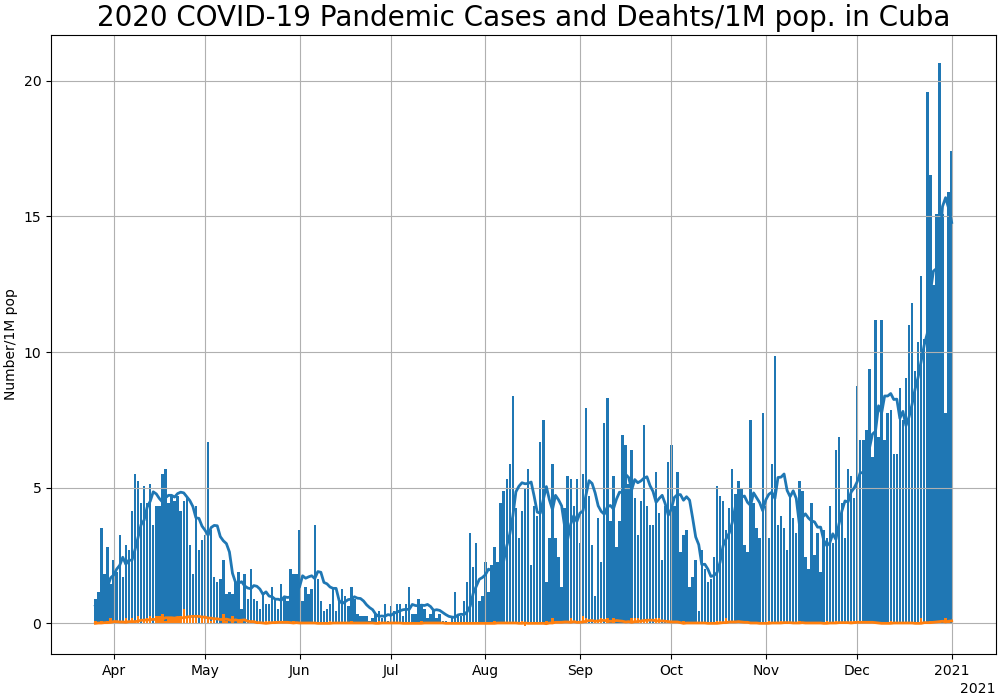 2020 COVID-19 Pandemic Cases and Deahts/1M pop. in Cuba
Number/1M pop
20
15
10
5
0
Apr May Jun Jul Aug Sep Oct Nov Dec 2021
2021